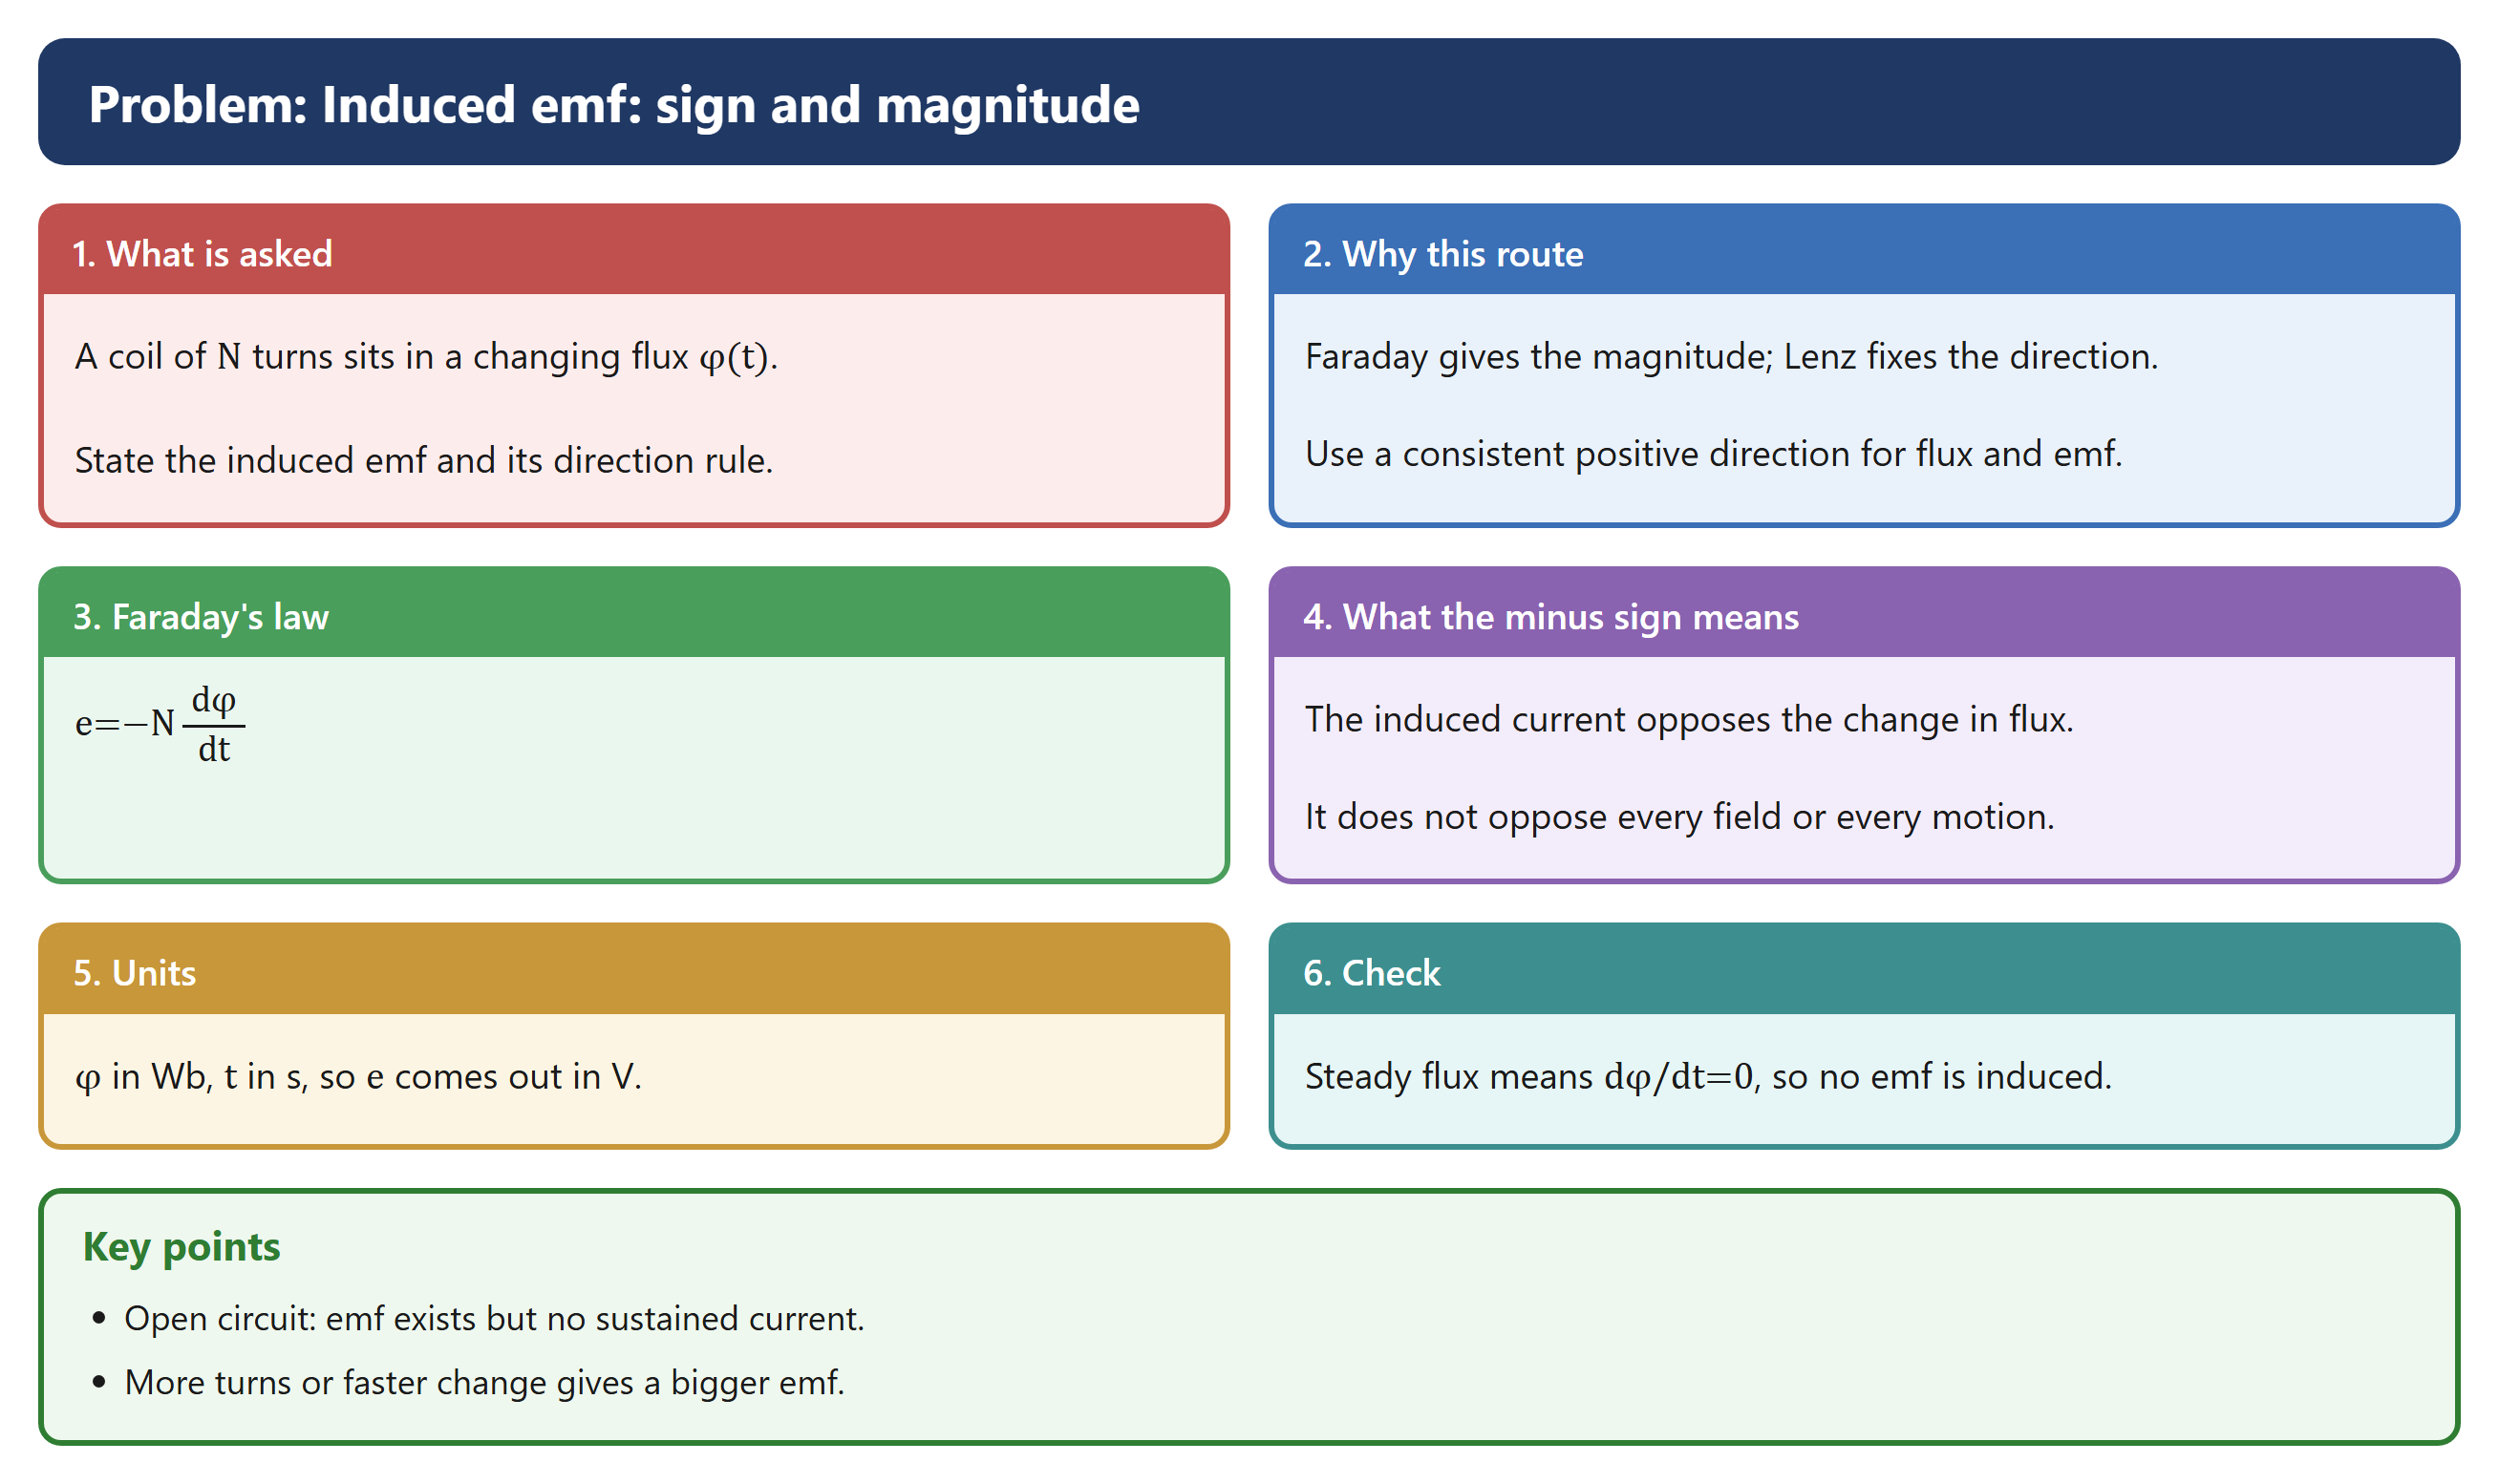 Problem: Induced emf: sign and magnitude
1. What is asked
A coil of N turns sits in a changing flux φ(t).
State the induced emf and its direction rule.
2. Why this route
Faraday gives the magnitude; Lenz fixes the direction.
Use a consistent positive direction for flux and emf.
3. Faraday's law
e=−N dφ/dt
4. What the minus sign means
The induced current opposes the change in flux.
It does not oppose every field or every motion.
5. Units
φ in Wb, t in s, so e comes out in V.
6. Check
Steady flux means dφ/dt=0, so no emf is induced.
Key points
• Open circuit: emf exists but no sustained current.
• More turns or faster change gives a bigger emf.